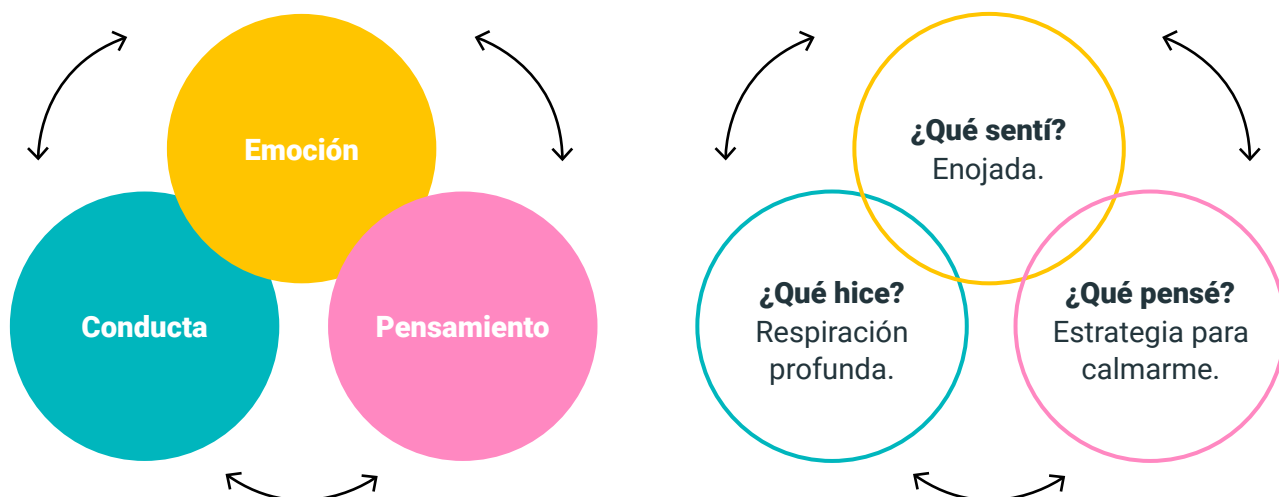 Emoción
Conducta
Pensamiento
¿Qué sentí?
Enojada.
¿Qué hice?
Respiración
profunda.
¿Qué pensé?
Estrategia para
calmarme.